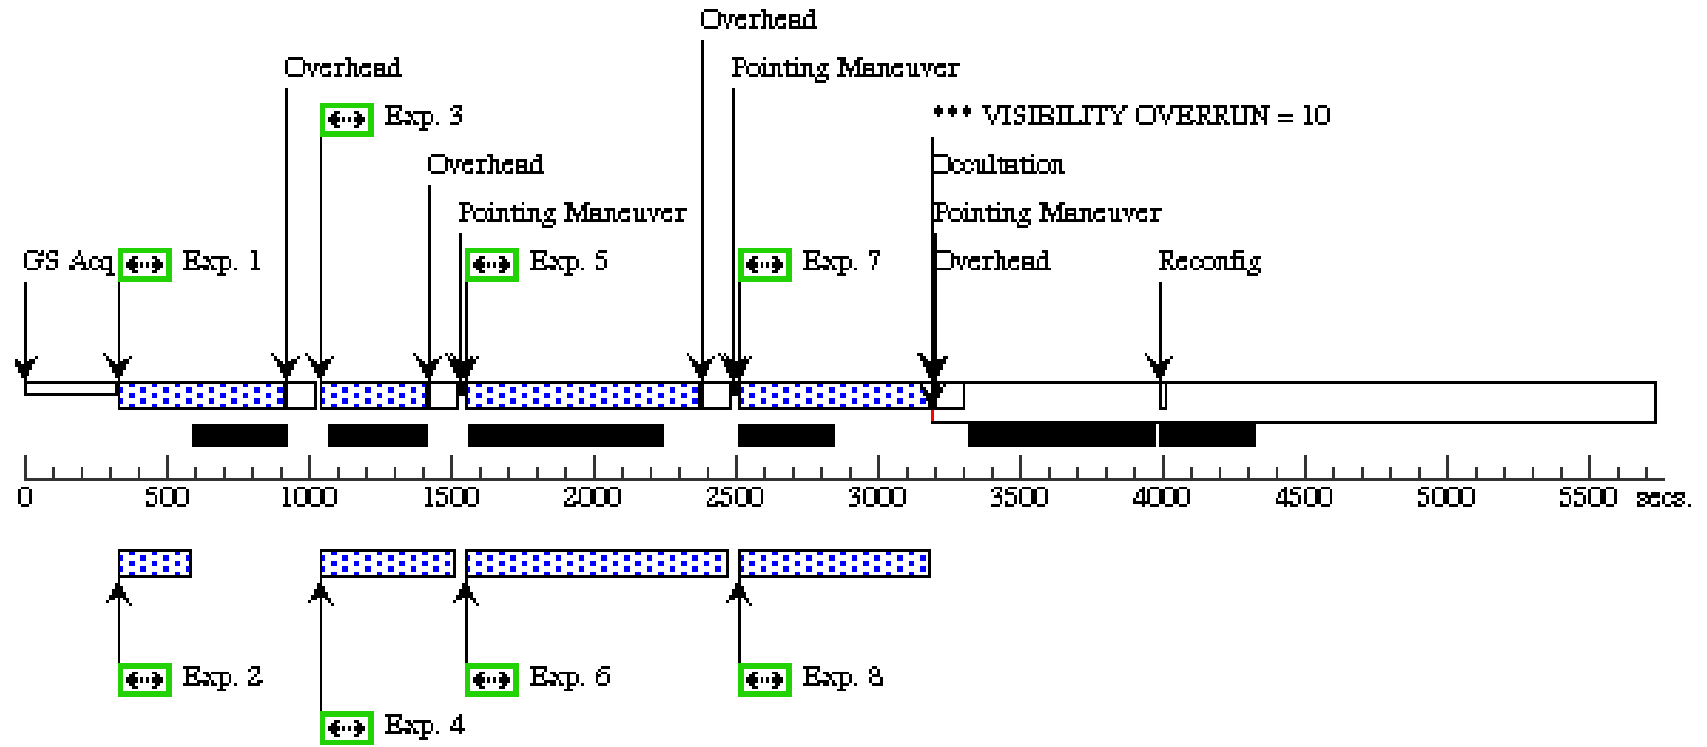 Overhead
Overhead
Pointing Maneuver
Exp. 3
*** VISIBILITY OVERRUN = 10
Overhead
Occultation
Pointing Maneuver
Pointing Maneuver
GS Acq
Exp. 1
Exp. 5
Exp. 7
Overhead
Reconfig
0 500 1000 1500 2000 2500 3000 3500 4000 4500 5000 5500 secs.
Exp. 2
Exp. 6
Exp. 8
Exp. 4